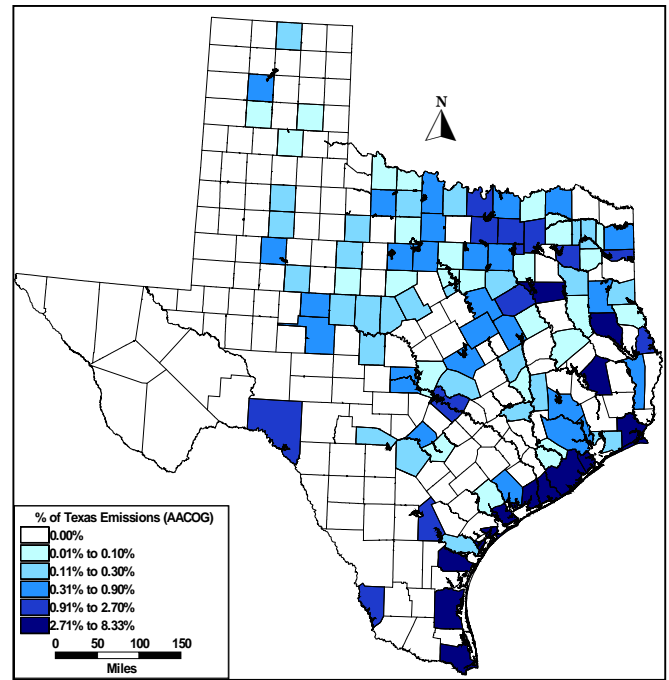 N
% of Texas Emissions (AACOG)
0.00%
0.01% to 0.10%
0.11% to 0.30%
0.31% to 0.90%
0.91% to 2.70%
2.71% to 8.33%
0 50 100 150
Miles